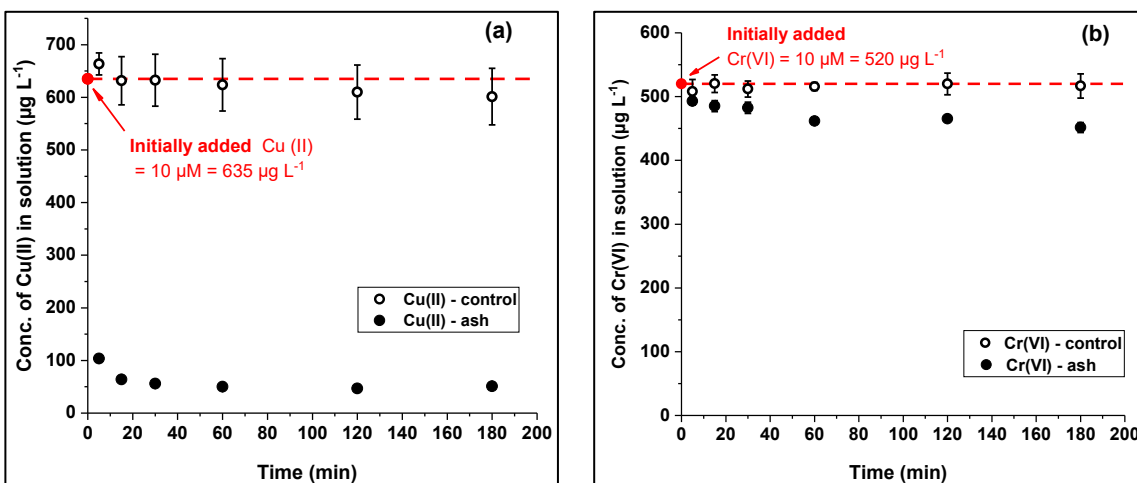 (a)
700
600
500
400
300
200
100
0
0 20 40 60 80 100 120 140 160 180 200
Conc. of Cu(II) in solution (µg L-1)
Time (min)
Initially added Cu (II)
= 10 µM = 635 µg L-1
Cu(II) - control
Cu(II) - ash
(b)
600
500
400
300
200
100
0
0 20 40 60 80 100 120 140 160 180 200
Conc. of Cr(VI) in solution (µg L-1)
Time (min)
Initially added
Cr(VI) = 10 µM = 520 µg L-1
Cr(VI) - control
Cr(VI) - ash